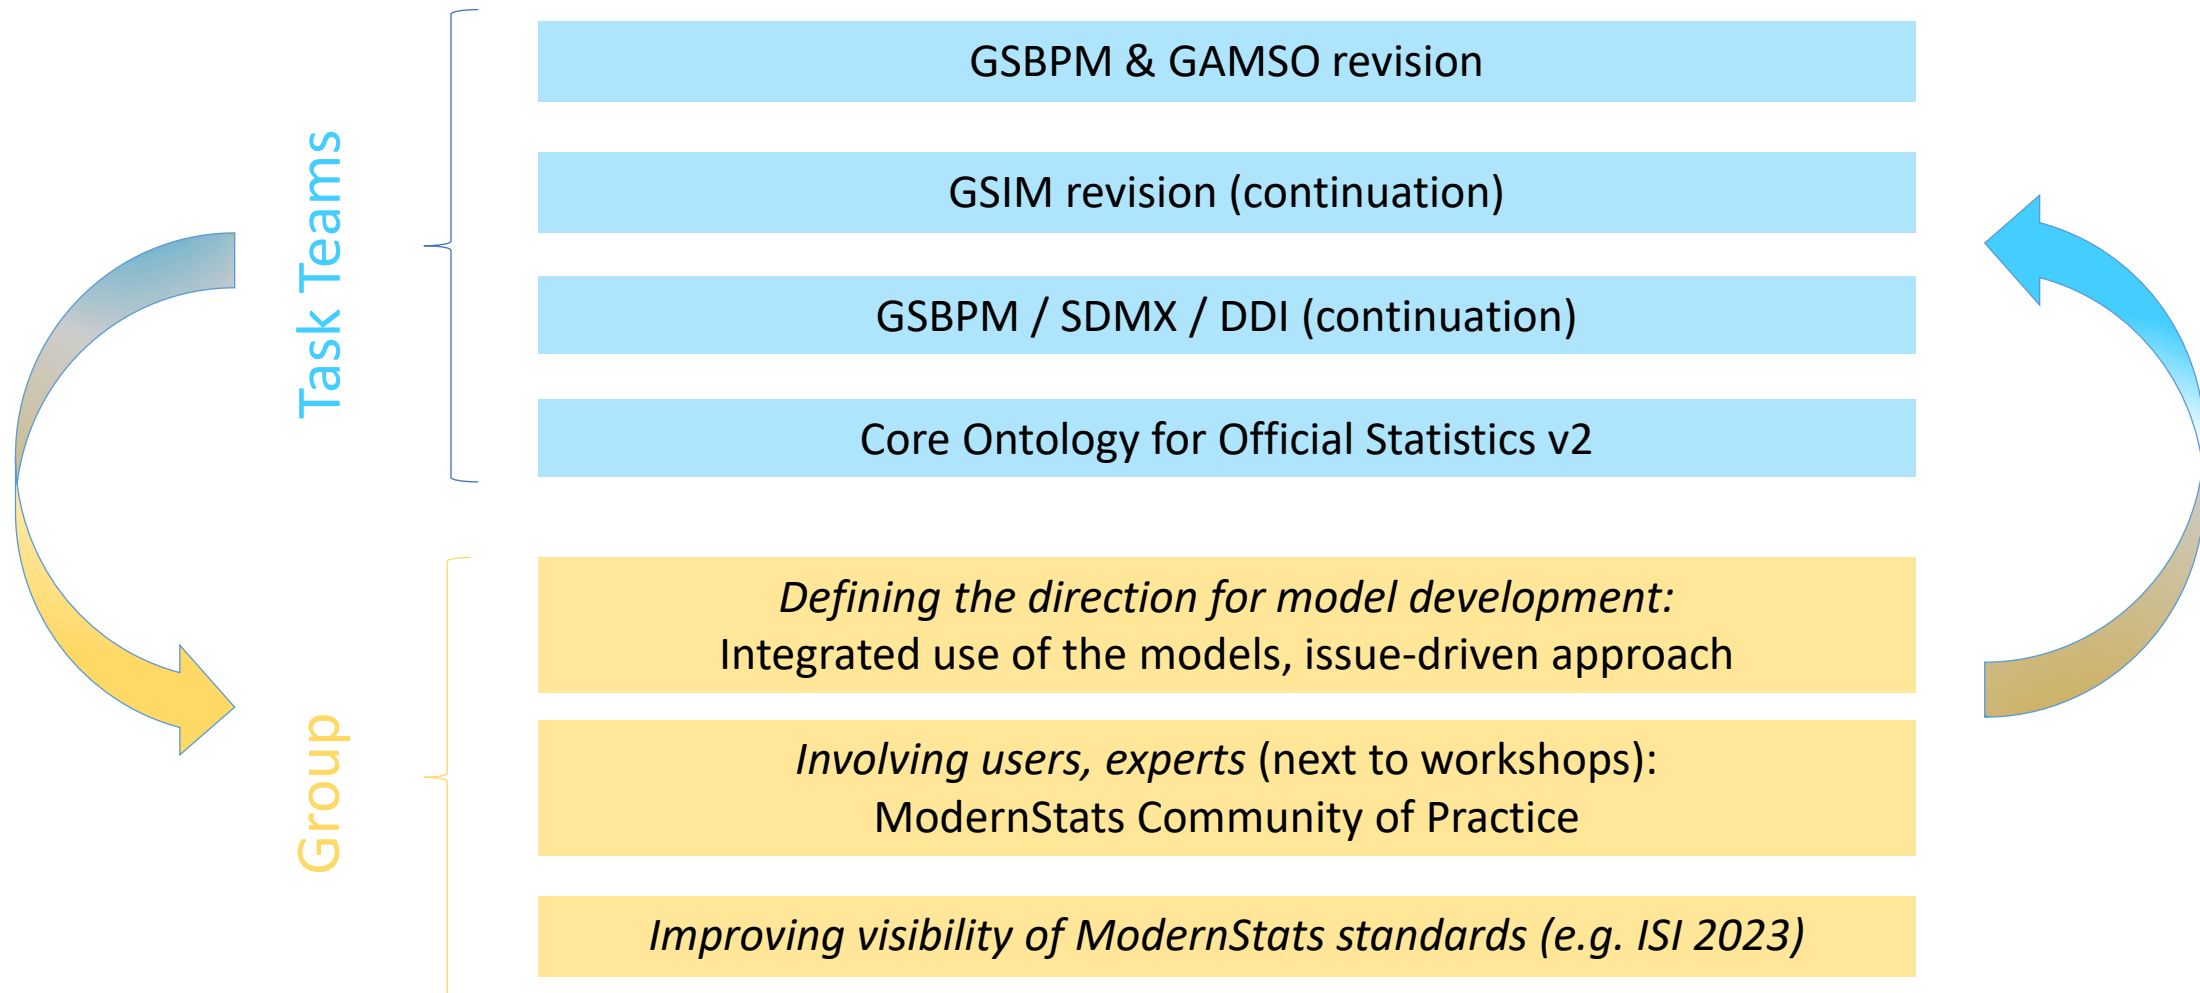 Task Teams
GSBPM & GAMSO revision
GSIM revision (continuation)
GSBPM / SDMX / DDI (continuation)
Core Ontology for Official Statistics v2
Group
Defining the direction for model development:
Integrated use of the models, issue-driven approach
Involving users, experts (next to workshops):
ModernStats Community of Practice
Improving visibility of ModernStats standards (e.g. ISI 2023)